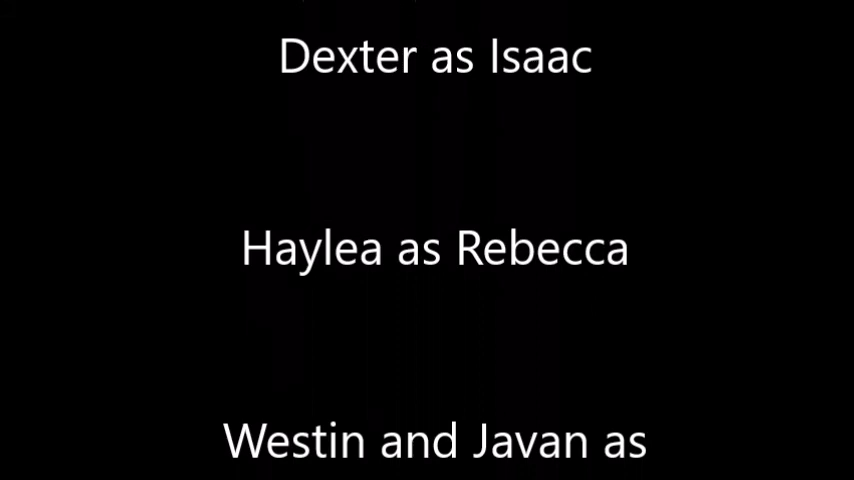 Dexter as Isaac
Haylea as Rebecca
Westin and Javan as